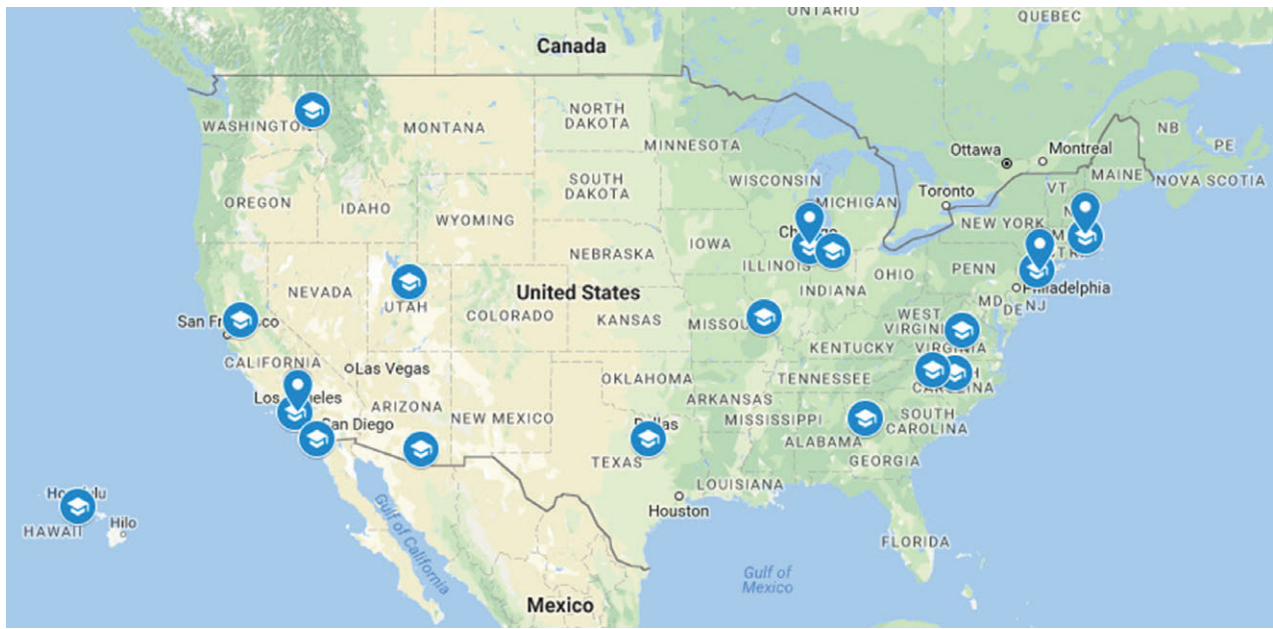 ONTARIO
QUEBEC
Canada
WASHINGTON
MONTANA
NORTH
DAKOTA
MINNESOTA
Ottawa
Montreal
NB
PE
MAINE
NOVA SCOTIA
VT
OREGON
IDAHO
SOUTH
DAKOTA
WISCONSIN
MICHIGAN
Toronto
WYOMING
NEW YORK
IOWA
NEBRASKA
ILLINOIS
INDIANA
OHIO
PENN
Philadelphia
MD
DE
NJ
NEVADA
UTAH
United States
COLORADO
KANSAS
MISSOU
WEST
VIRGINI
VIRGINIA
KENTUCKY
San Fr
sco
CALIFORNIA
Las Vegas
Los
eles
San Diego
ARIZONA
NEW MEXICO
OKLAHOMA
TENNESSEE
ARKANSAS
CAROLINA
SOUTH
CAROLINA
MISSISSIPPI
ALABAMA
GEORGIA
Dallas
TEXAS
LOUISIANA
Houston
FLORIDA
Honolulu
HAWAII
Hilo
Gulf of California
Gulf of
Mexico
Mexico